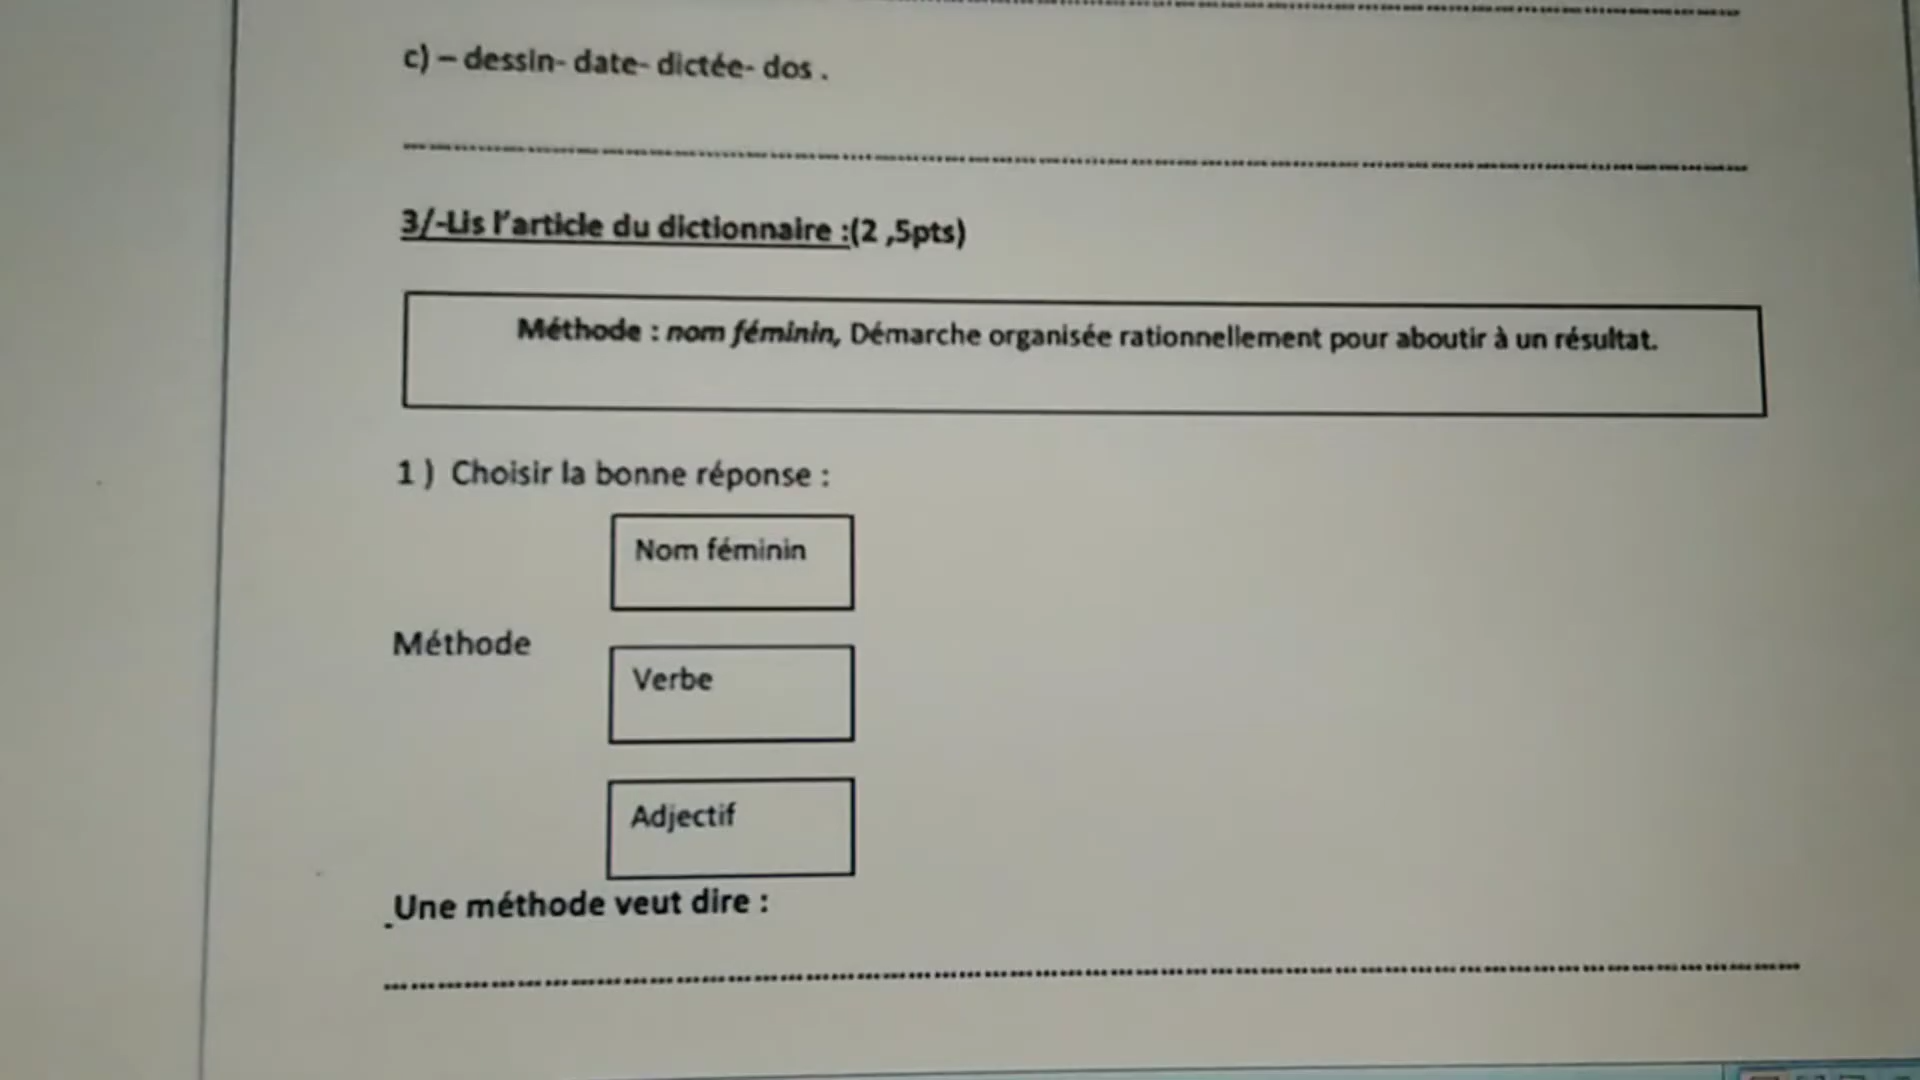 c) – dessin- date- dictée- dos .
3/-Lis l'article du dictionnaire :(2 ,5pts)
Méthode : nom féminin, Démarche organisée rationnellement pour aboutir à un résultat.
1 ) Choisir la bonne réponse :
Nom féminin
Méthode
Verbe
Adjectif
Une méthode veut dire :